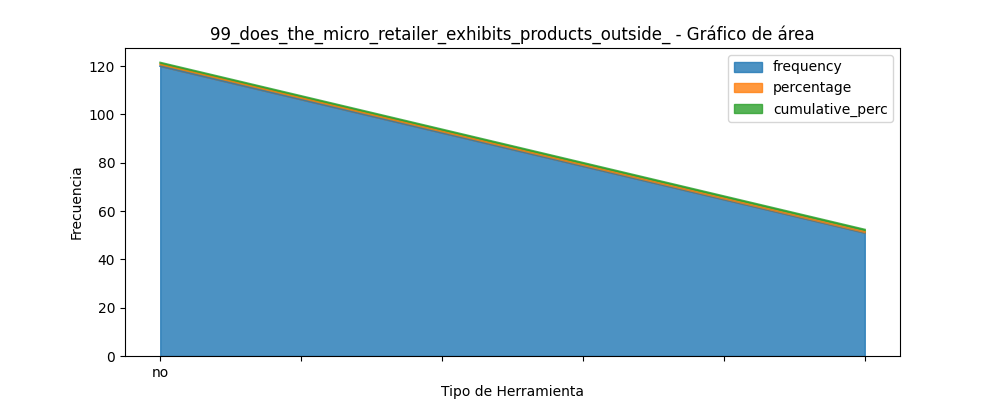 99_does_the_micro_retailer_exhibits_products_outside_ - Gráfico de área
frequency
percentage
cumulative_perc
Frecuencia
120
100
80
60
40
20
0
no
Tipo de Herramienta